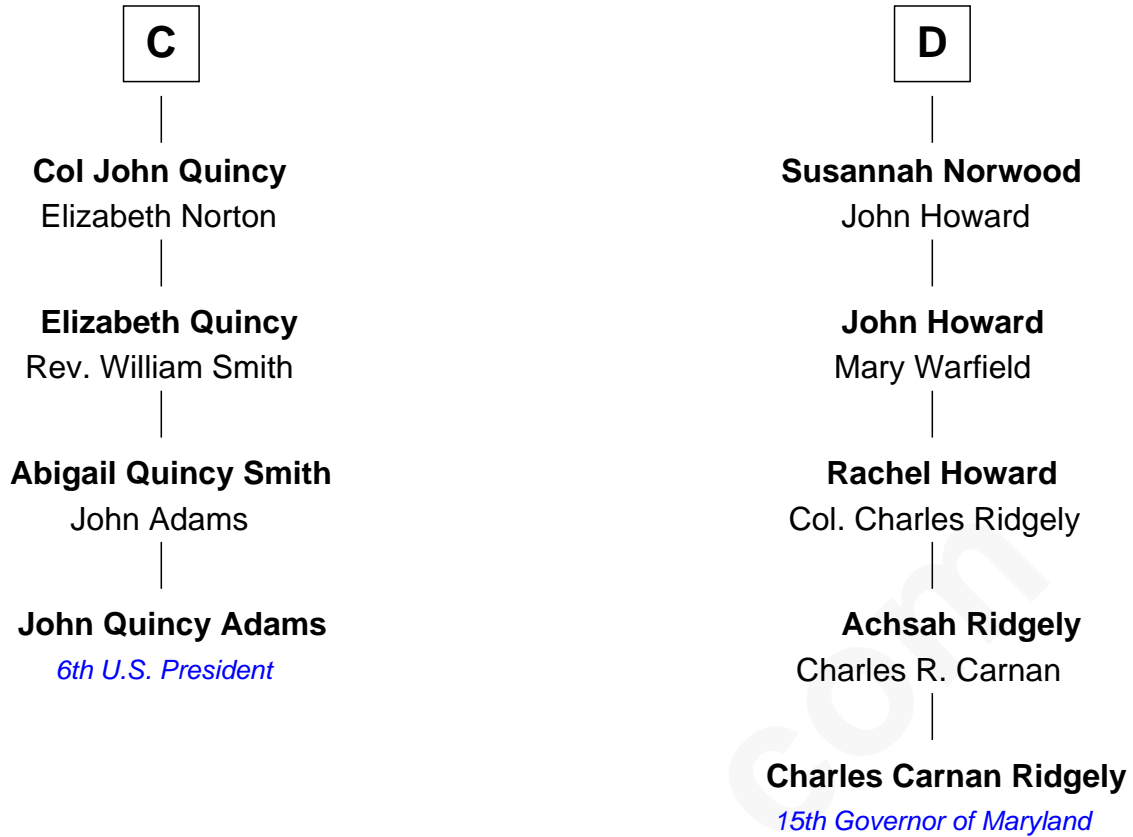 C
Col John Quincy
Elizabeth Norton
Elizabeth Quincy
Rev. William Smith
Abigail Quincy Smith
John Adams
John Quincy Adams
6th U.S. President
D
Susannah Norwood
John Howard
John Howard
Mary Warfield
Rachel Howard
Col. Charles Ridgely
Achsah Ridgely
Charles R. Carnan
Charles Carnan Ridgely
15th Governor of Maryland
com